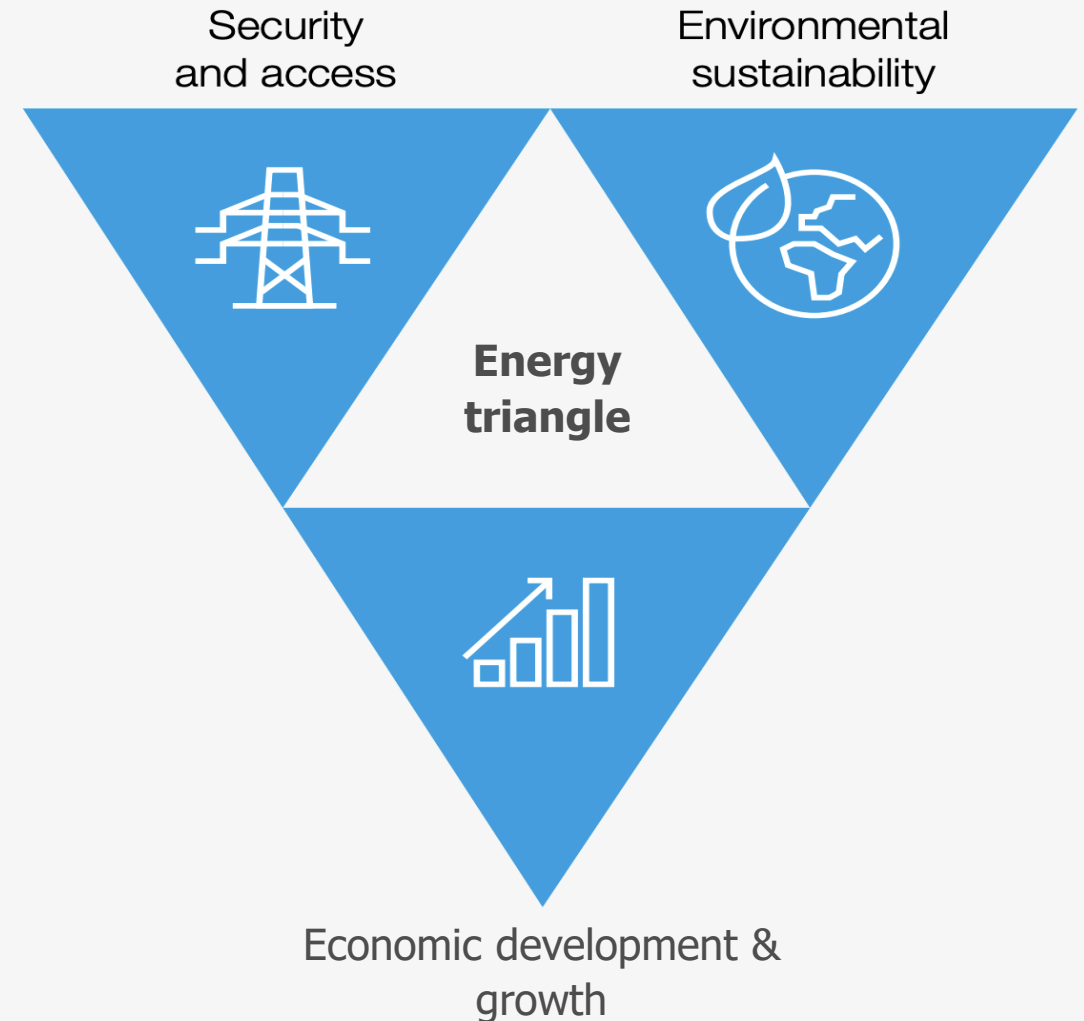 Security
and access
Environmental
sustainability
Energy
triangle
Economic development &
growth